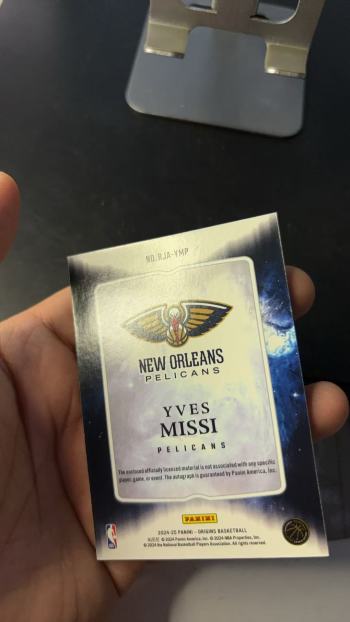 NO. RJA-YMP
NEW ORLEANS
PELICANS
YVES
MISSI
PELICANS
The enclosed officially licensed material is not associated with any specific
player, game, or event. The autograph is guaranteed by Panini America, Inc.
PANINI
2024-25 PANINI - ORIGINS BASKETBALL
© 2024 Panini America, Inc. © 2024 NBA Properties, Inc.
© 2024 the National Basketball Players Association. All rights reserved.